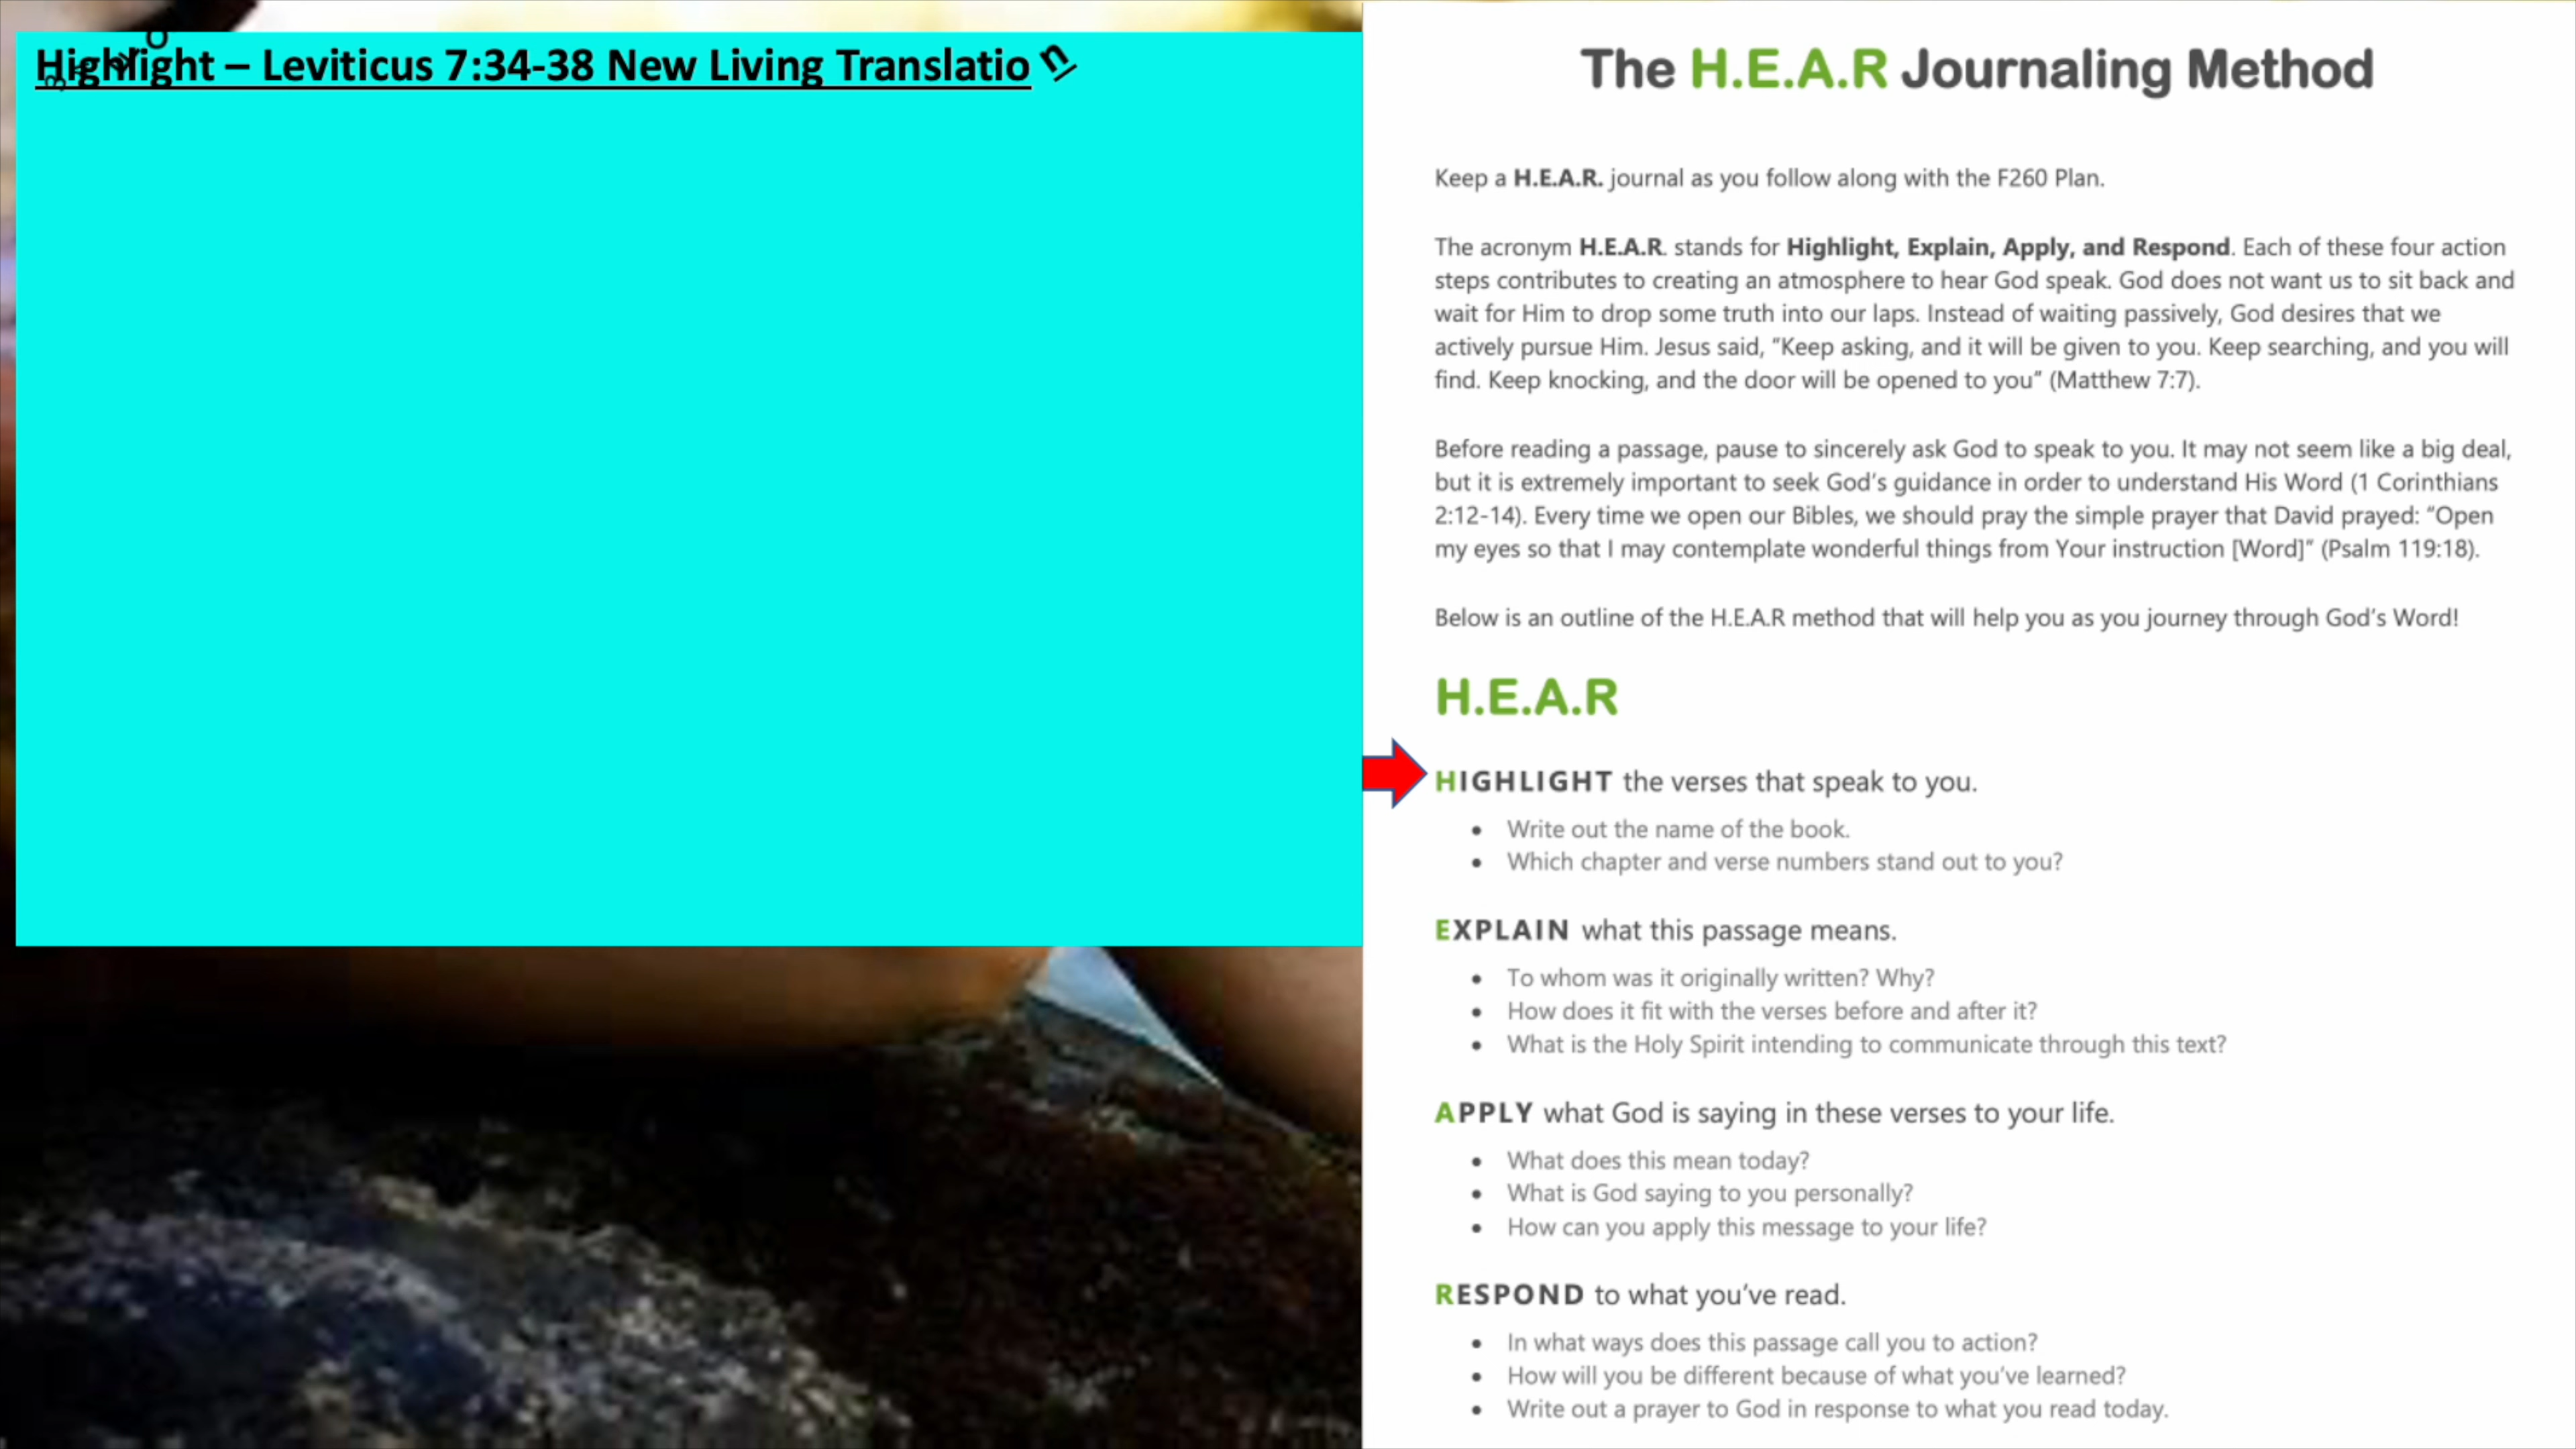 Highlight – Leviticus 7:34-38 New Living Translation
The H.E.A.R Journaling Method
Keep a H.E.A.R. journal as you follow along with the F260 Plan.
The acronym H.E.A.R. stands for Highlight, Explain, Apply, and Respond. Each of these four action
steps contributes to creating an atmosphere to hear God speak. God does not want us to sit back and
wait for Him to drop some truth into our laps. Instead of waiting passively, God desires that we
actively pursue Him. Jesus said, “Keep asking, and it will be given to you. Keep searching, and you will
find. Keep knocking, and the door will be opened to you” (Matthew 7:7).
Before reading a passage, pause to sincerely ask God to speak to you. It may not seem like a big deal,
but it is extremely important to seek God’s guidance in order to understand His Word (1 Corinthians
2:12-14). Every time we open our Bibles, we should pray the simple prayer that David prayed: “Open
my eyes so that I may contemplate wonderful things from Your instruction [Word]” (Psalm 119:18).
Below is an outline of the H.E.A.R method that will help you as you journey through God’s Word!
H.E.A.R
HIGHLIGHT the verses that speak to you.
• Write out the name of the book.
• Which chapter and verse numbers stand out to you?
EXPLAIN what this passage means.
• To whom was it originally written? Why?
• How does it fit with the verses before and after it?
• What is the Holy Spirit intending to communicate through this text?
APPLY what God is saying in these verses to your life.
• What does this mean today?
• What is God saying to you personally?
• How can you apply this message to your life?
RESPOND to what you’ve read.
• In what ways does this passage call you to action?
• How will you be different because of what you’ve learned?
• Write out a prayer to God in response to what you read today.